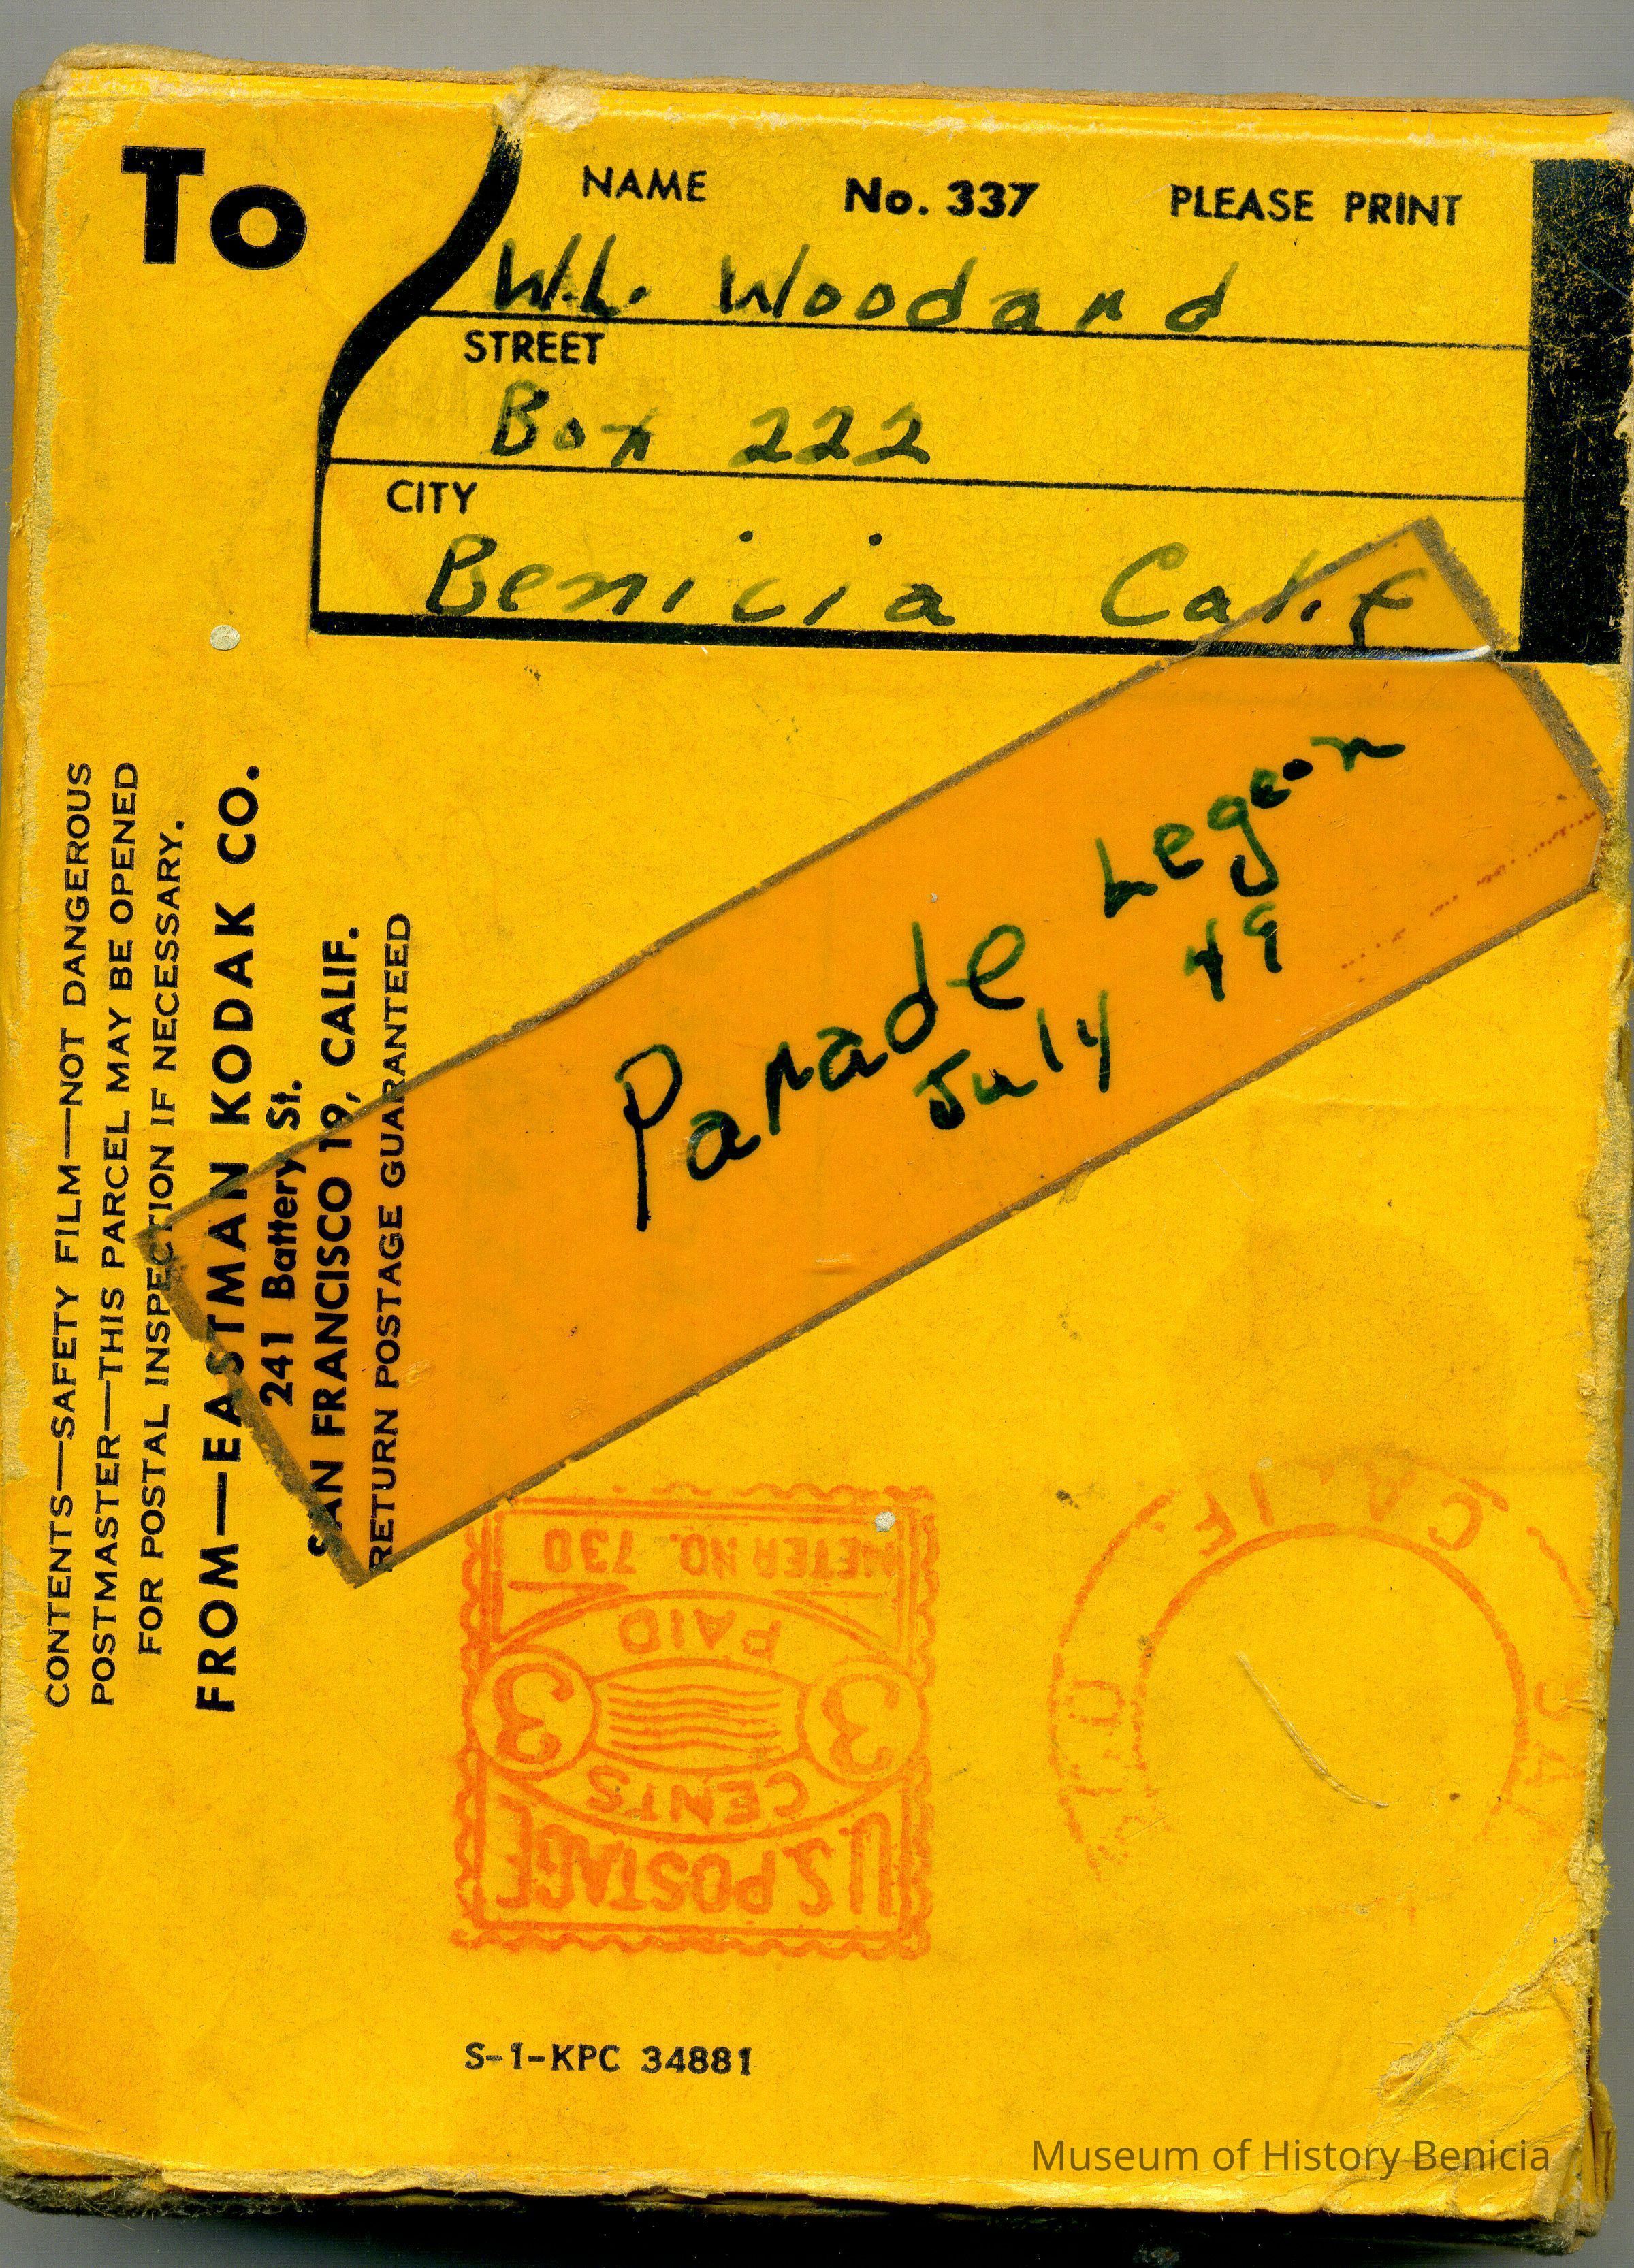 To
NAME No. 337 PLEASE PRINT
W.L. Woodard
STREET
Box 222
CITY
Benicia Calif
Parade Legeon
July 49
CONTENTS—SAFETY FILM—NOT DANGEROUS
POSTMASTER—THIS PARCEL MAY BE OPENED
FOR POSTAL INSPECTION IF NECESSARY.
FROM—EASTMAN KODAK CO.
241 Battery St.
SAN FRANCISCO 19, CALIF.
RETURN POSTAGE GUARANTEED
U.S. POSTAGE
CENTS
3 3
PAID
METER NO. 730
CALIF.
S-1-KPC 34881
Museum of History Benicia